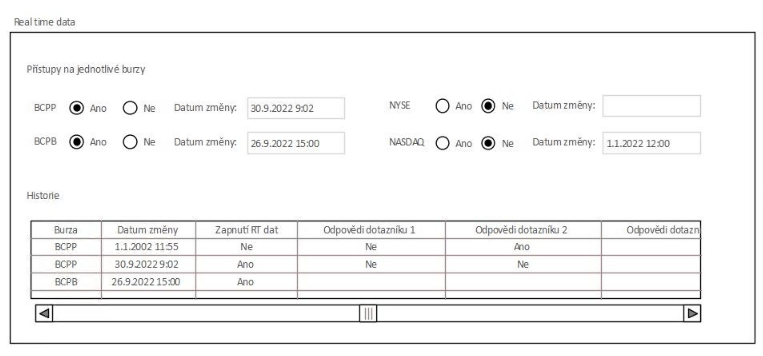 Real time data
Přístupy na jednotlivé burzy
BCPP Ano Ne Datum změny: 30.9.2022 9:02 NYSE Ano Ne Datum změny:
BCPB Ano Ne Datum změny: 26.9.2022 15:00 NASDAQ Ano Ne Datum změny: 1.1.2022 12:00
Historie
Burza Datum změny Zapnutí RT dat Odpovědi dotazníku 1 Odpovědi dotazníku 2 Odpovědi dotazn
BCPP 1.1.2002 11:55 Ne Ne Ano
BCPP 30.9.2022 9:02 Ano Ne Ne
BCPB 26.9.2022 15:00 Ano